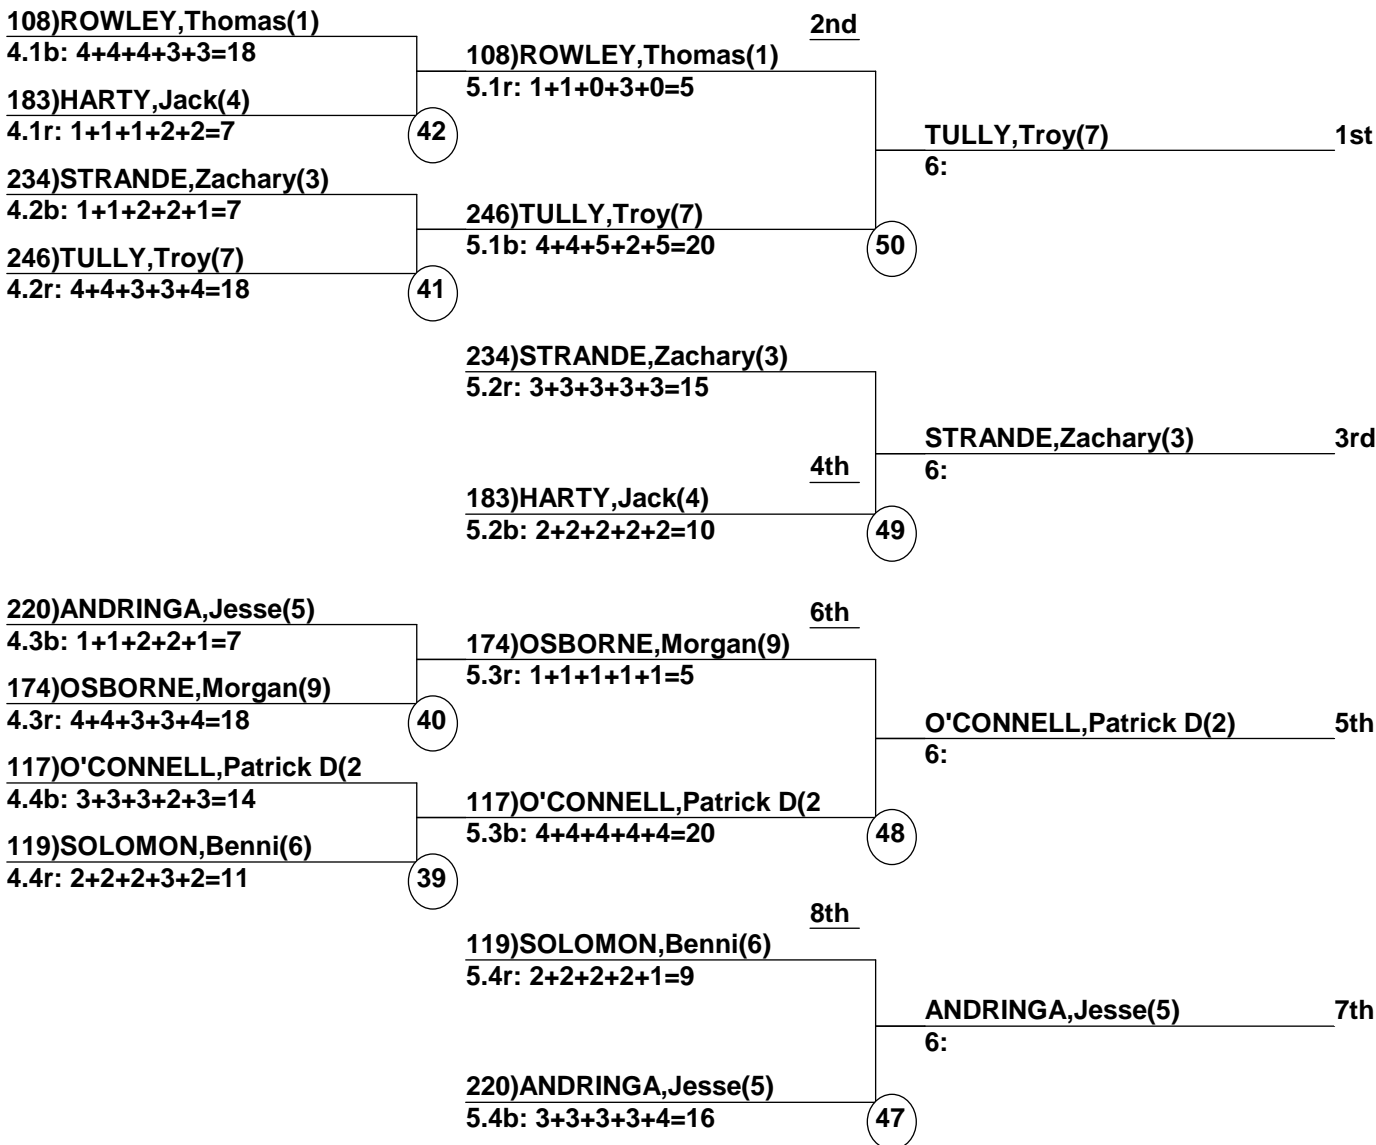 108)ROWLEY,Thomas(1)
4.1b: 4+4+4+3+3=18
183)HARTY,Jack(4)
4.1r: 1+1+1+2+2=7
42
234)STRANDE,Zachary(3)
4.2b: 1+1+2+2+1=7
246)TULLY,Troy(7)
4.2r: 4+4+3+3+4=18
41
2nd
108)ROWLEY,Thomas(1)
5.1r: 1+1+0+3+0=5
246)TULLY,Troy(7)
5.1b: 4+4+5+2+5=20
50
TULLY,Troy(7) 1st
6:
234)STRANDE,Zachary(3)
5.2r: 3+3+3+3+3=15
4th
183)HARTY,Jack(4)
5.2b: 2+2+2+2+2=10
49
STRANDE,Zachary(3) 3rd
6:
220)ANDRINGA,Jesse(5)
4.3b: 1+1+2+2+1=7
174)OSBORNE,Morgan(9)
4.3r: 4+4+3+3+4=18
40
117)O'CONNELL,Patrick D(2
4.4b: 3+3+3+2+3=14
119)SOLOMON,Benni(6)
4.4r: 2+2+2+3+2=11
39
6th
174)OSBORNE,Morgan(9)
5.3r: 1+1+1+1+1=5
117)O'CONNELL,Patrick D(2
5.3b: 4+4+4+4+4=20
48
O'CONNELL,Patrick D(2) 5th
6:
8th
119)SOLOMON,Benni(6)
5.4r: 2+2+2+2+1=9
220)ANDRINGA,Jesse(5)
5.4b: 3+3+3+3+4=16
47
ANDRINGA,Jesse(5) 7th
6: